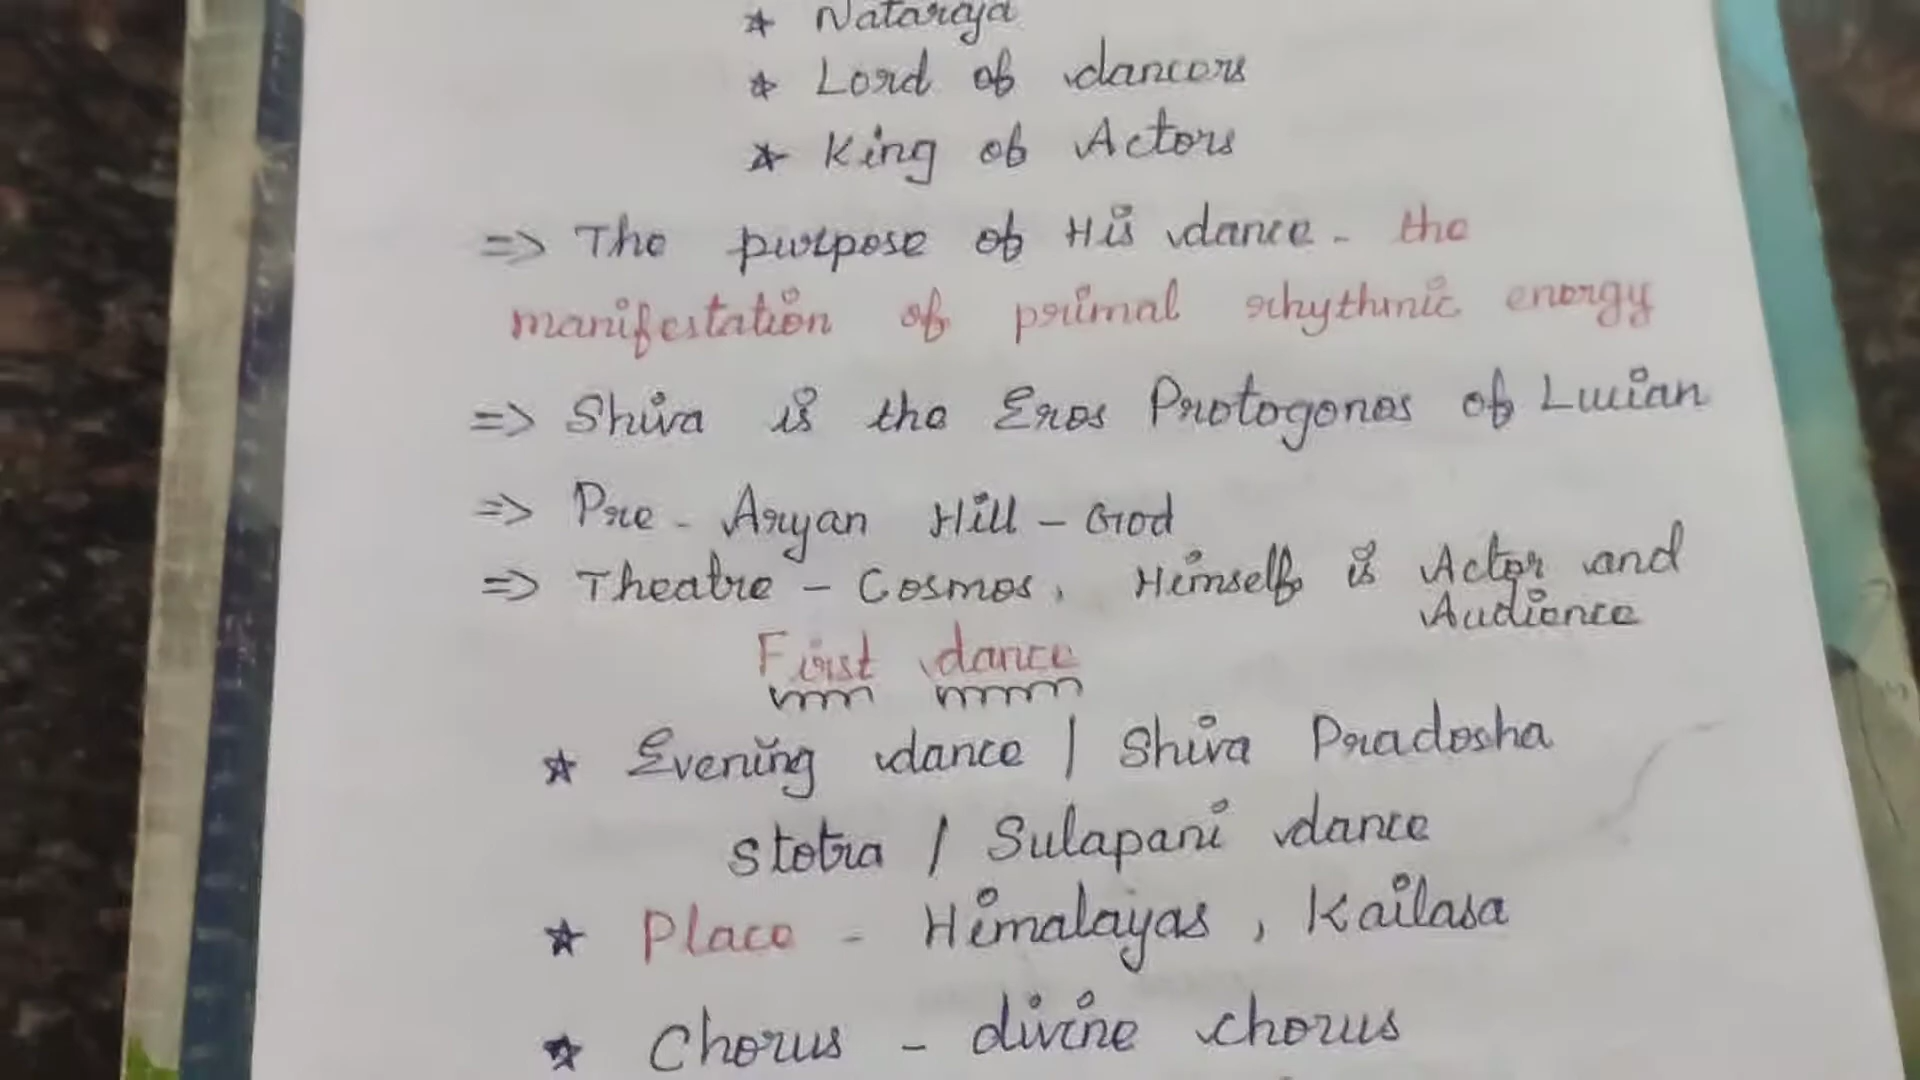 * Nataraja
* Lord of dancers
* King of Actors
=> The purpose of His dance - the
manifestation of primal rhythmic energy
=> Shiva is the Eros Protogonos of Lucian
=> Pre - Aryan Hill - God
=> Theatre - Cosmos, Himself is Actor and
Audience
First dance
* Evening dance / Shiva Pradosha
stotra / Sulapani dance
* Place - Himalayas, Kailasa
* Chorus - divine chorus